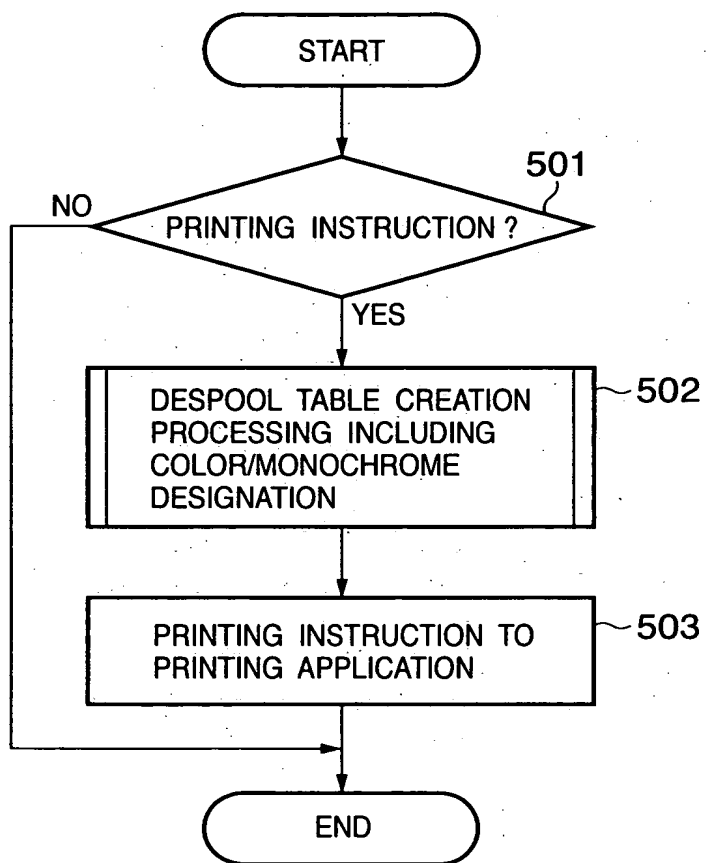 START
501
NO
PRINTING INSTRUCTION ?
YES
DESPOOL TABLE CREATION
PROCESSING INCLUDING
COLOR/MONOCHROME
DESIGNATION
502
PRINTING INSTRUCTION TO
PRINTING APPLICATION
503
END